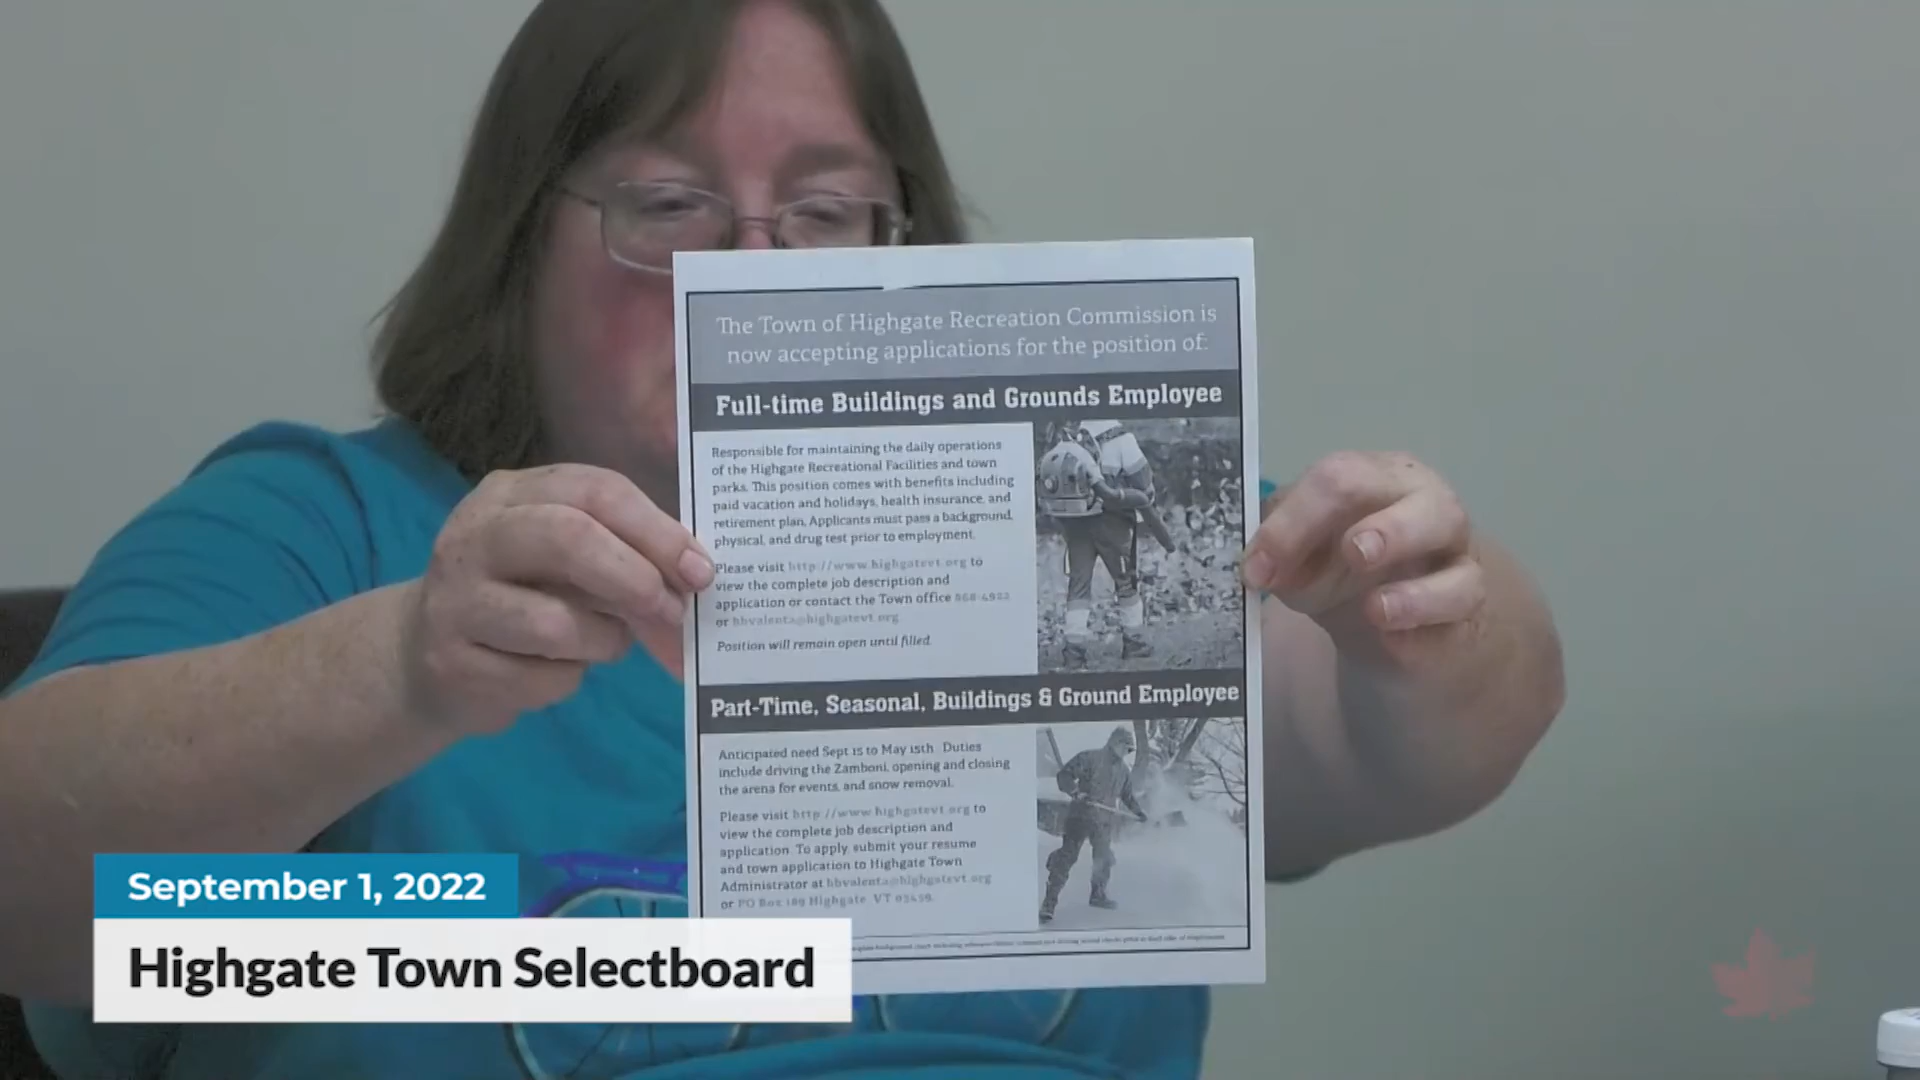 The Town of Highgate Recreation Commission is
now accepting applications for the position of:
Full-time Buildings and Grounds Employee
Responsible for maintaining the daily operations
of the Highgate Recreational Facilities and town
parks. This position comes with benefits including
paid vacation and holidays, health insurance, and
retirement plan. Applicants must pass a background,
physical, and drug test prior to employment.
Please visit http://www.highgatevt.org to
view the complete job description and
application or contact the Town office 868-4922
or hbvalenta@highgatevt.org.
Position will remain open until filled.
Part-Time, Seasonal, Buildings & Ground Employee
Anticipated need Sept 15 to May 15th. Duties
include driving the Zamboni, opening and closing
the arena for events, and snow removal.
Please visit http://www.highgatevt.org to
view the complete job description and
application. To apply, submit your resume
and town application to Highgate Town
Administrator at hbvalenta@highgatevt.org
or PO Box 189 Highgate, VT 05459.
September 1, 2022
Highgate Town Selectboard